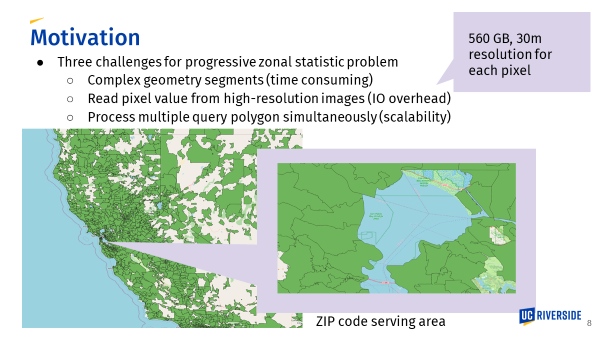 Motivation
● Three challenges for progressive zonal statistic problem
○ Complex geometry segments (time consuming)
○ Read pixel value from high-resolution images (IO overhead)
○ Process multiple query polygon simultaneously (scalability)
560 GB, 30m
resolution for
each pixel
ZIP code serving area
UC RIVERSIDE
8